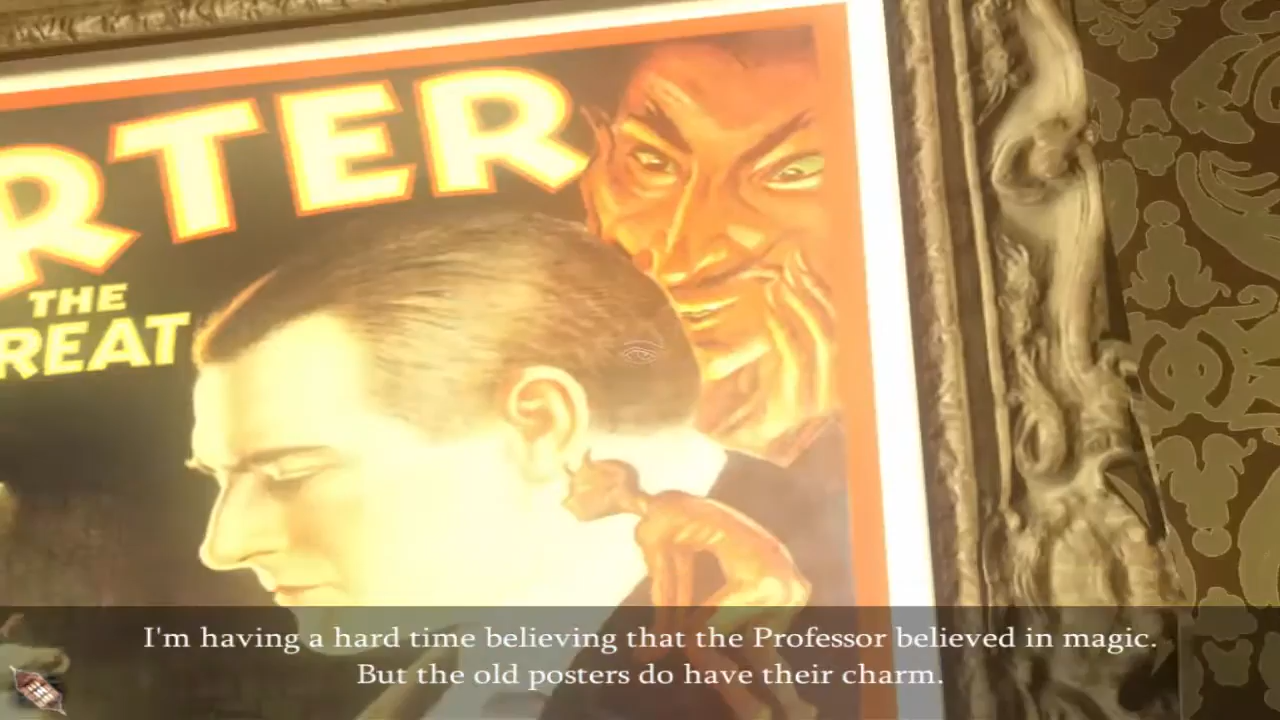 RTER
THE
REAT
I'm having a hard time believing that the Professor believed in magic.
But the old posters do have their charm.